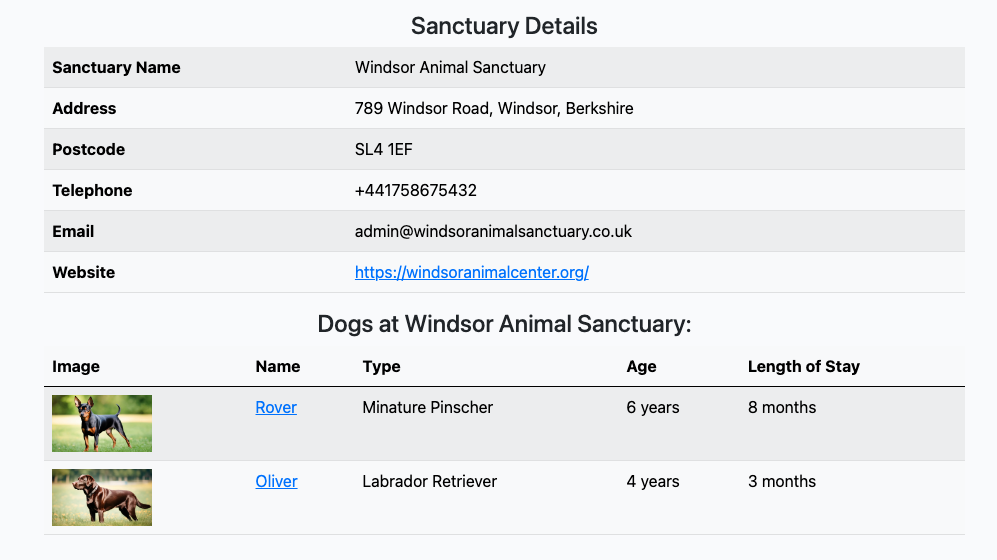 Sanctuary Details
Sanctuary Name Windsor Animal Sanctuary
Address 789 Windsor Road, Windsor, Berkshire
Postcode SL4 1EF
Telephone +441758675432
Email admin@windsoranimalsanctuary.co.uk
Website https://windsoranimalcenter.org/
Dogs at Windsor Animal Sanctuary:
Image Name Type Age Length of Stay
Rover Minature Pinscher 6 years 8 months
Oliver Labrador Retriever 4 years 3 months